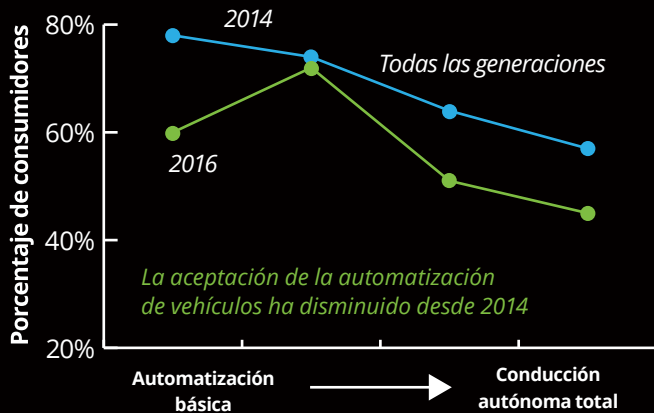 Porcentaje de consumidores
80%
60%
40%
20%
2014
Todas las generaciones
2016
La aceptación de la automatización
de vehículos ha disminuido desde 2014
Automatización
básica
Conducción
autónoma total